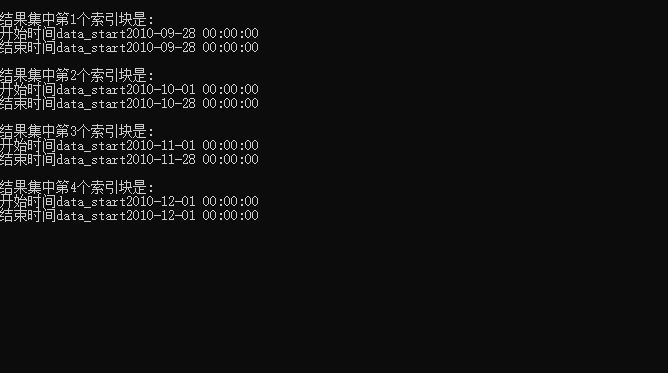 结果集中第1个索引块是:
开始时间data_start2010-09-28 00:00:00
结束时间data_start2010-09-28 00:00:00
结果集中第2个索引块是:
开始时间data_start2010-10-01 00:00:00
结束时间data_start2010-10-28 00:00:00
结果集中第3个索引块是:
开始时间data_start2010-11-01 00:00:00
结束时间data_start2010-11-28 00:00:00
结果集中第4个索引块是:
开始时间data_start2010-12-01 00:00:00
结束时间data_start2010-12-01 00:00:00